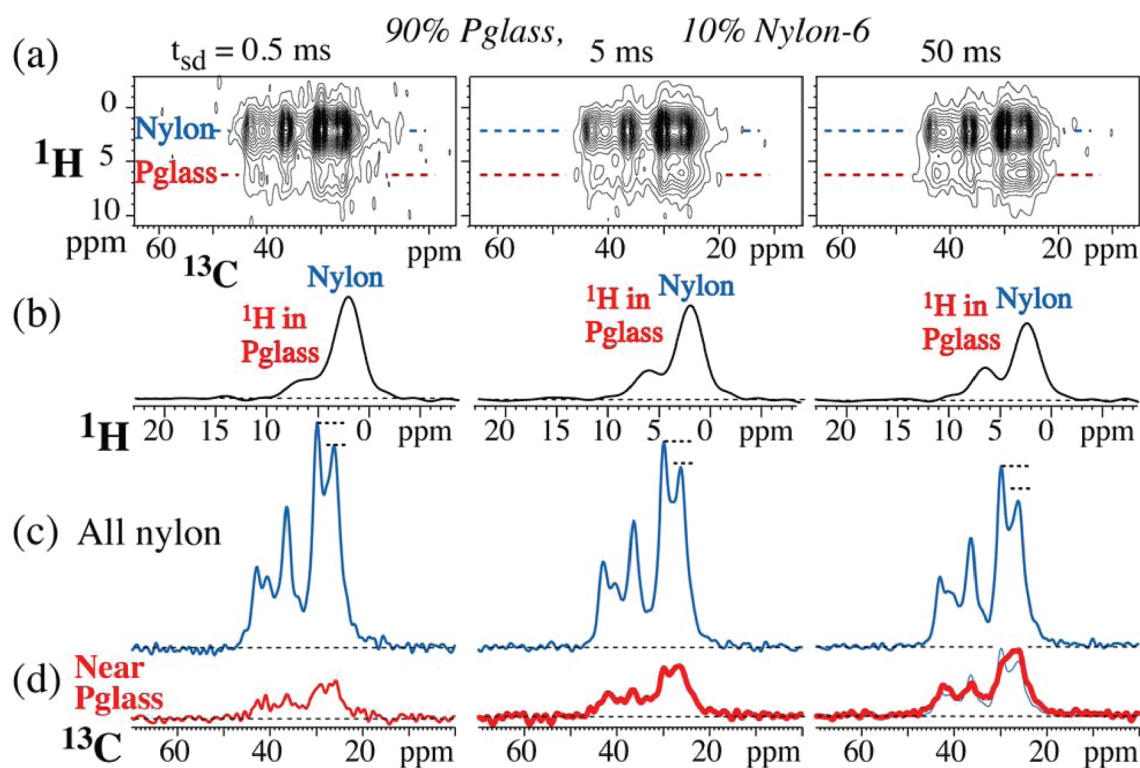 90% Pglass, 10% Nylon-6
(a) t_sd = 0.5 ms 5 ms 50 ms
0
Nylon
¹H 5
Pglass
10
ppm 60 40 ppm 60 40 20 ppm 60 40 20 ppm
¹³C
(b) Nylon ¹H in Pglass Nylon ¹H in Pglass Nylon
¹H in
Pglass
¹H 20 15 10 5 0 ppm 20 15 10 5 0 ppm 20 15 10 5 0 ppm
(c) All nylon
(d) Near
Pglass
¹³C 60 40 20 ppm 60 40 20 ppm 60 40 20 ppm